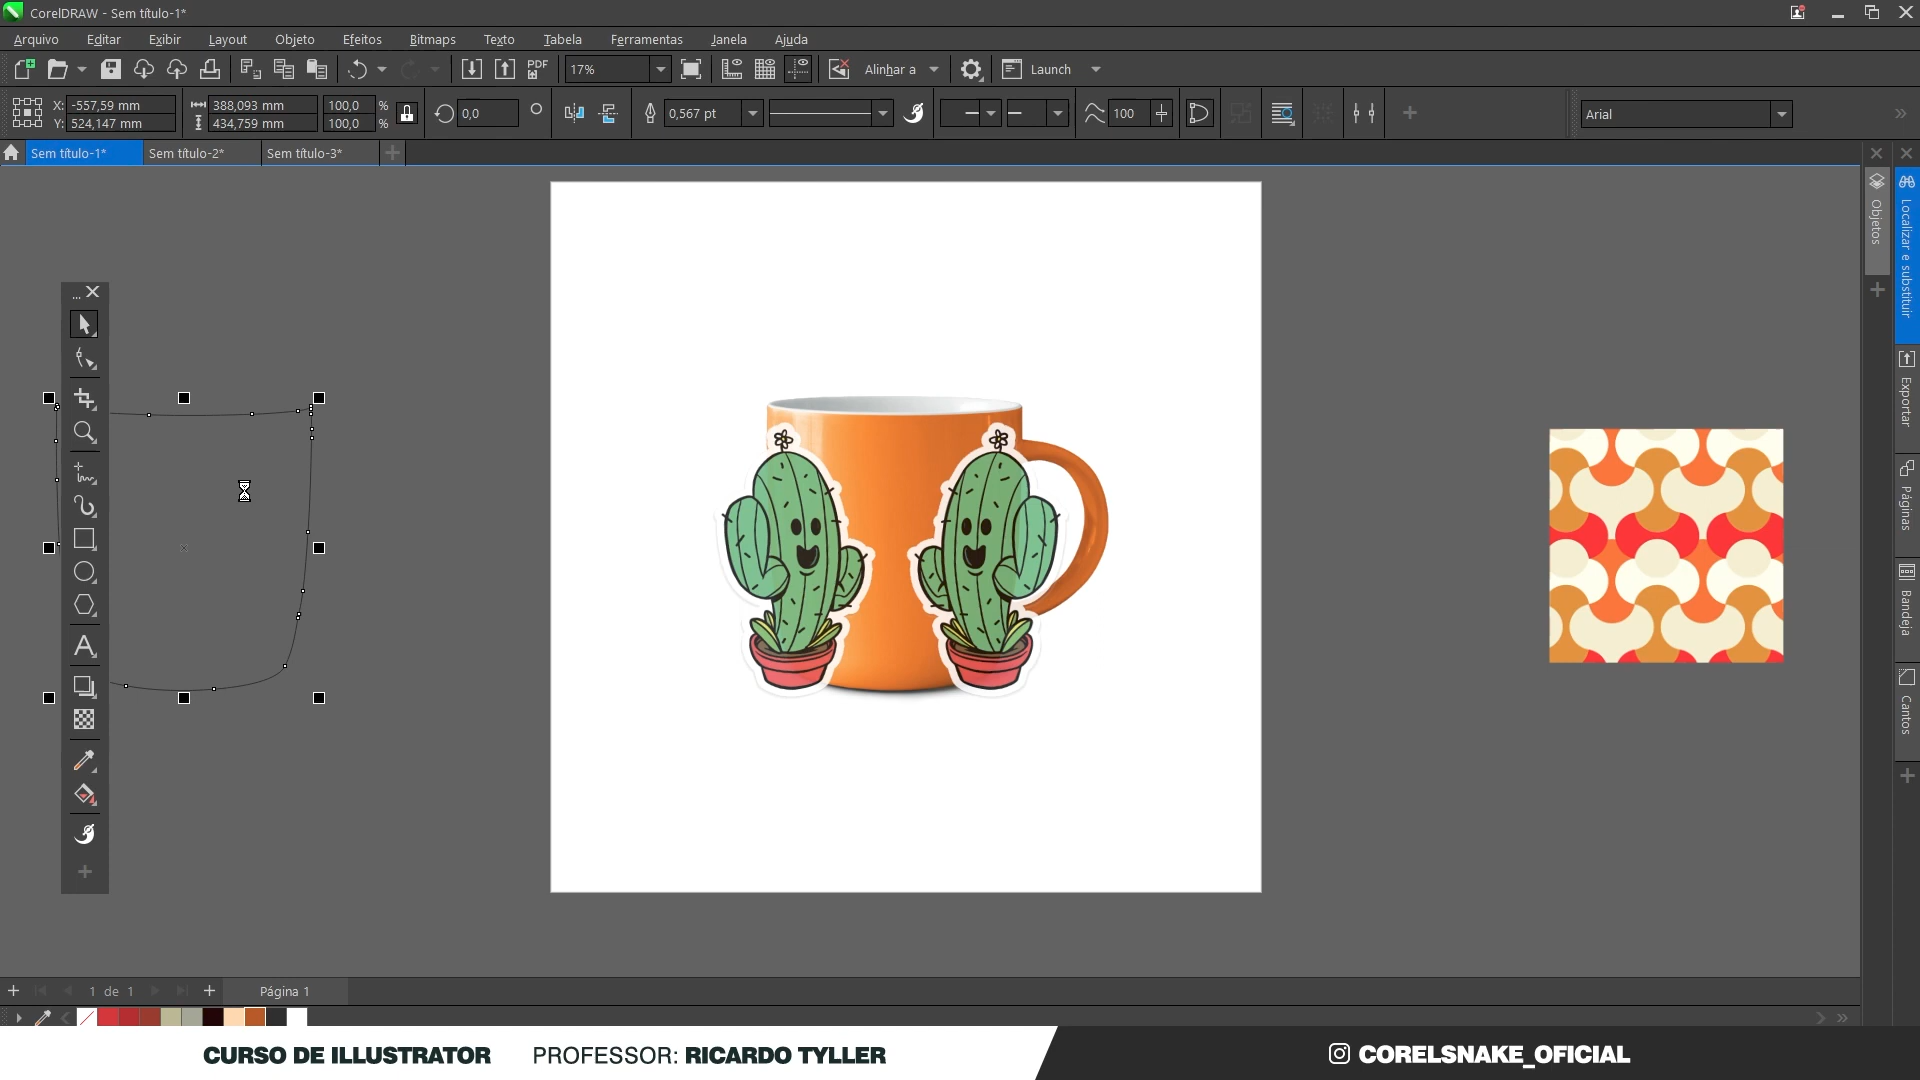 CorelDRAW - Sem título-1*
Arquivo Editar Exibir Layout Objeto Efeitos Bitmaps Texto Tabela Ferramentas Janela Ajuda
PDF 17% Alinhar a Launch
X: -557,59 mm 388,093 mm 100,0 % 0,0 0,567 pt 100 Arial
Y: 524,147 mm 434,759 mm 100,0 %
Sem título-1* Sem título-2* Sem título-3*
Objetos
Localizar e substituir
Exportar
Páginas
Bandeja
Cantos
1 de 1 Página 1
CURSO DE ILLUSTRATOR PROFESSOR: RICARDO TYLLER CORELSNAKE_OFICIAL